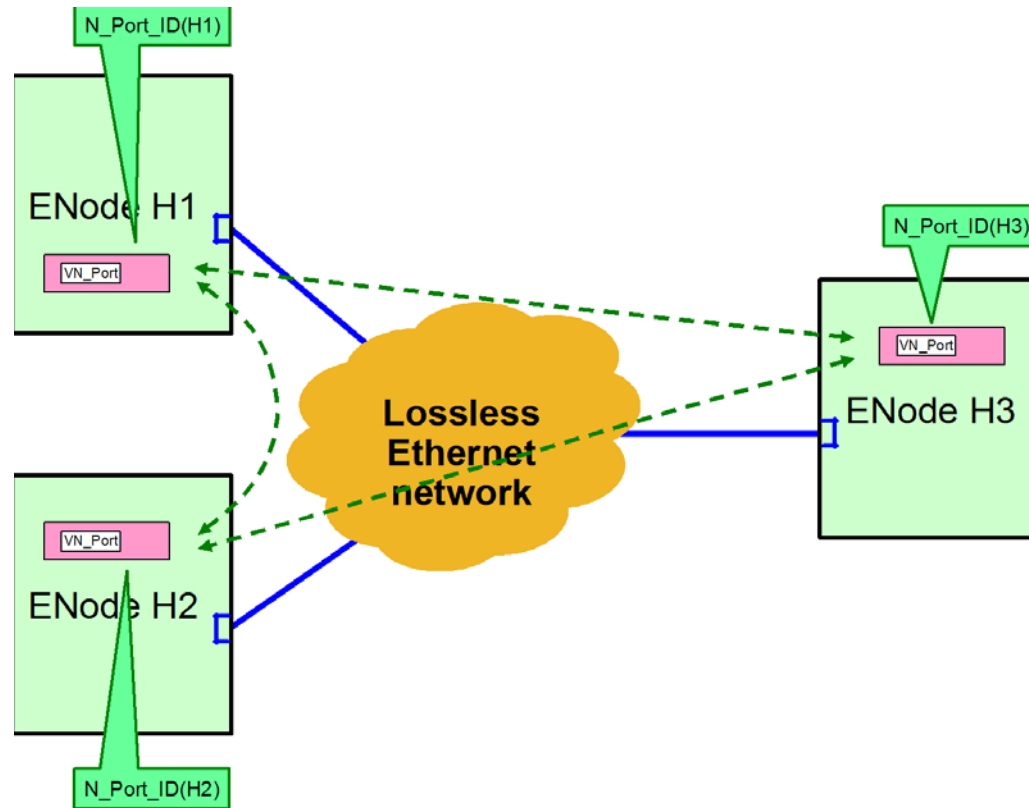 N_Port_ID(H1)
ENode H1
VN_Port
N_Port_ID(H3)
VN_Port
ENode H3
Lossless
Ethernet
network
VN_Port
ENode H2
N_Port_ID(H2)